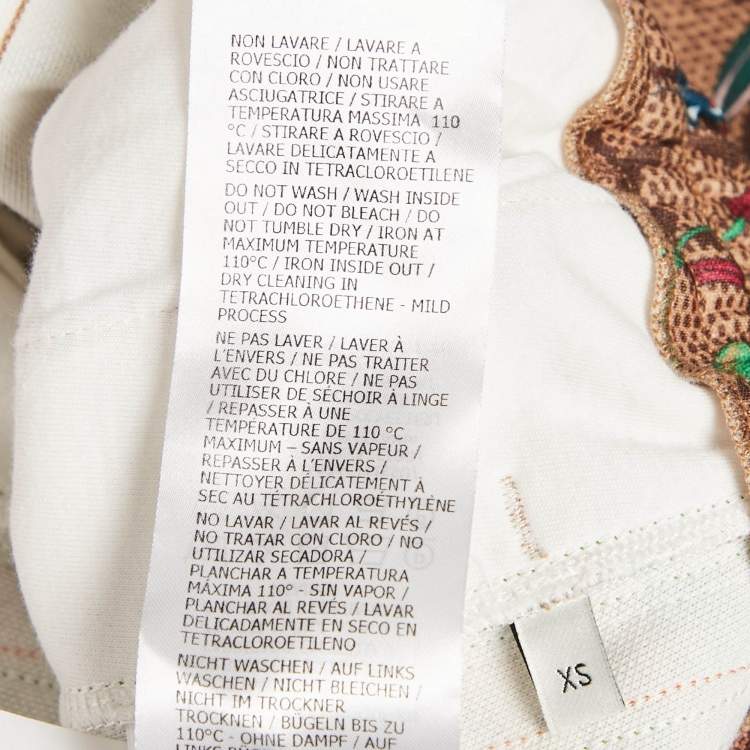 NON LAVARE / LAVARE A
ROVESCIO / NON TRATTARE
CON CLORO / NON USARE
ASCIUGATRICE / STIRARE A
TEMPERATURA MASSIMA 110
°C / STIRARE A ROVESCIO /
LAVARE DELICATAMENTE A
SECCO IN TETRACLOROETILENE
DO NOT WASH / WASH INSIDE
OUT / DO NOT BLEACH / DO
NOT TUMBLE DRY / IRON AT
MAXIMUM TEMPERATURE
110°C / IRON INSIDE OUT /
DRY CLEANING IN
TETRACHLOROETHENE - MILD
PROCESS
NE PAS LAVER / LAVER À
L'ENVERS / NE PAS TRAITER
AVEC DU CHLORE / NE PAS
UTILISER DE SÉCHOIR À LINGE
/ REPASSER À UNE
TEMPÉRATURE DE 110 °C
MAXIMUM – SANS VAPEUR /
REPASSER À L'ENVERS /
NETTOYER DÉLICATEMENT À
SEC AU TÉTRACHLOROÉTHYLÈNE
NO LAVAR / LAVAR AL REVÉS /
NO TRATAR CON CLORO / NO
UTILIZAR SECADORA /
PLANCHAR A TEMPERATURA
MÁXIMA 110° - SIN VAPOR /
PLANCHAR AL REVÉS / LAVAR
DELICADAMENTE EN SECO EN
TETRACLOROETILENO
NICHT WASCHEN / AUF LINKS
WASCHEN / NICHT BLEICHEN /
NICHT IM TROCKNER
TROCKNEN / BÜGELN BIS ZU
110°C - OHNE DAMPF / AUF
LINKS BÜGELN
XS